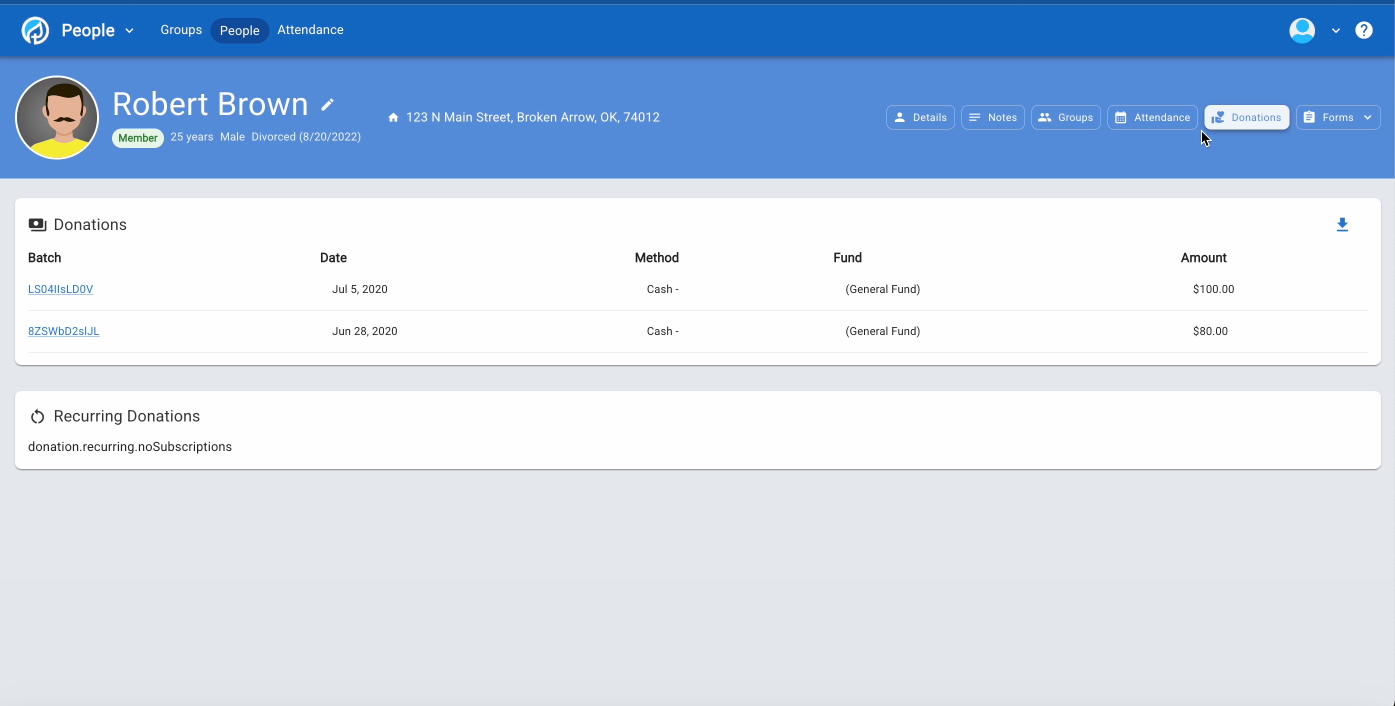 People Groups People Attendance
Robert Brown
Member 25 years Male Divorced (8/20/2022)
123 N Main Street, Broken Arrow, OK, 74012
Details Notes Groups Attendance Donations Forms
Donations
Batch Date Method Fund Amount
LS04IIsLD0V Jul 5, 2020 Cash - (General Fund) $100.00
8ZSWbD2sIJL Jun 28, 2020 Cash - (General Fund) $80.00
Recurring Donations
donation.recurring.noSubscriptions